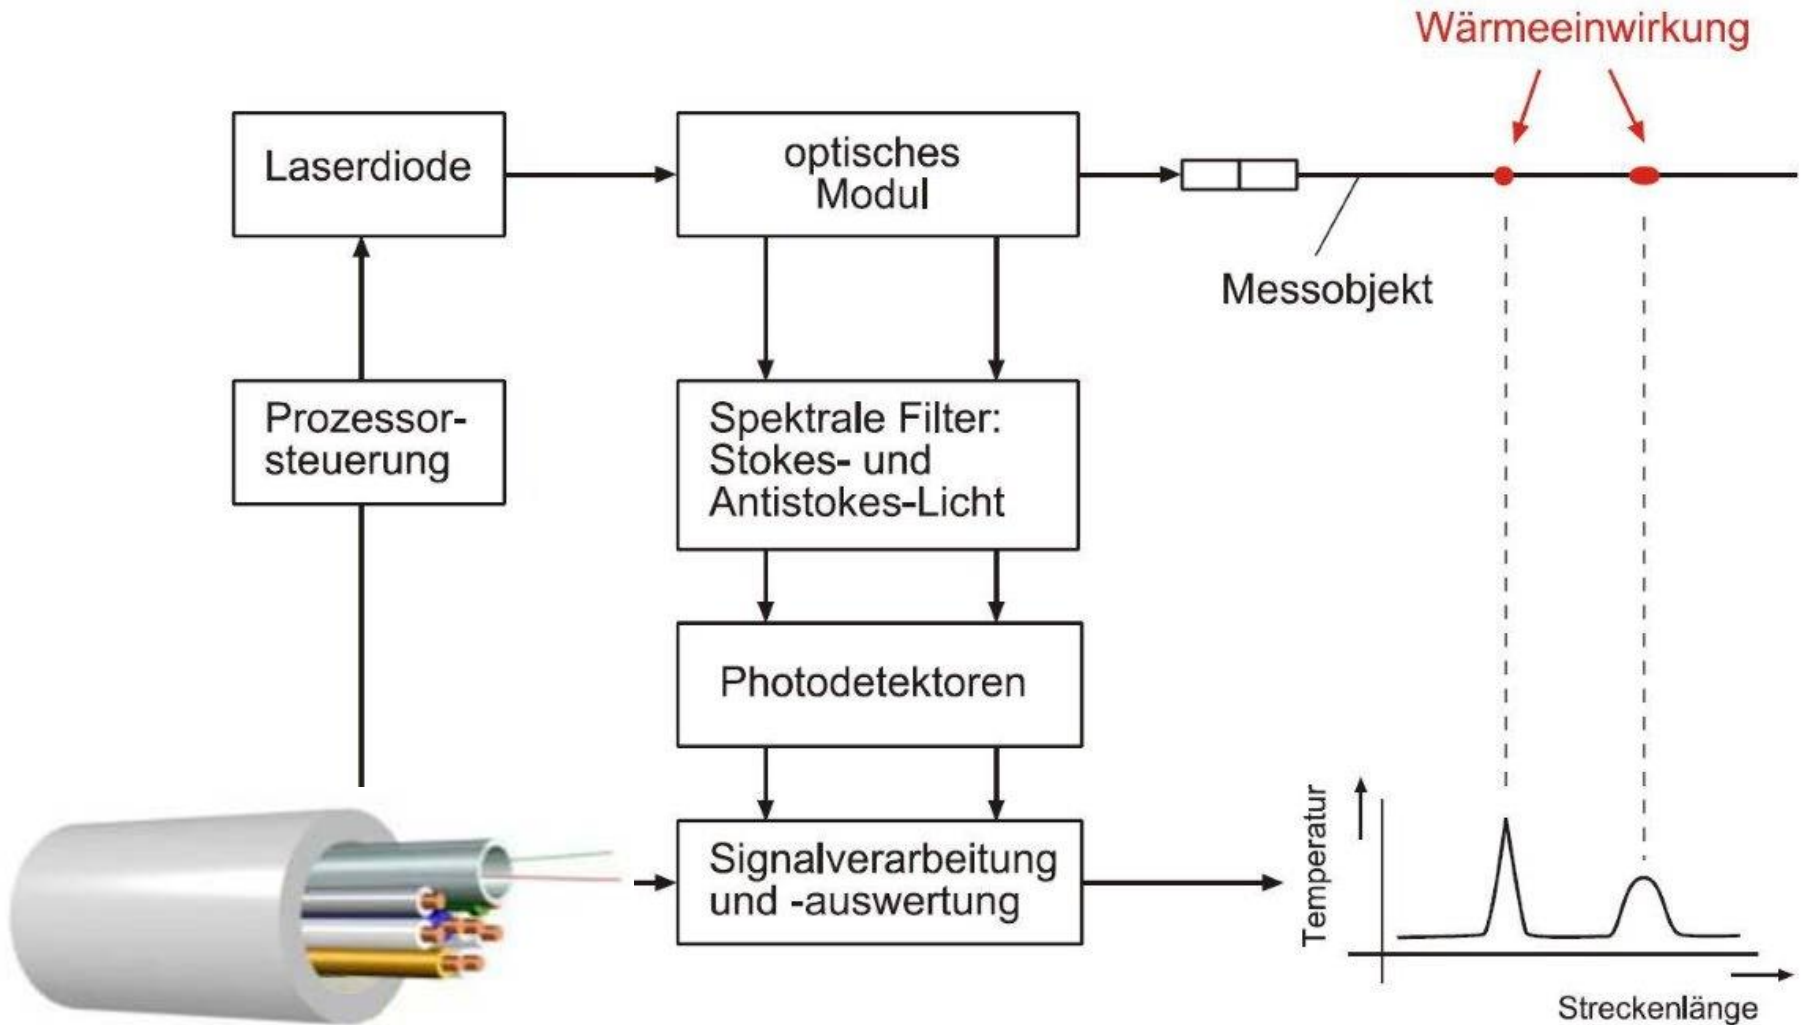 Wärmeeinwirkung
Laserdiode
optisches
Modul
Messobjekt
Prozessor-
steuerung
Spektrale Filter:
Stokes- und
Antistokes-Licht
Photodetektoren
Signalverarbeitung
und -auswertung
Temperatur
Streckenlänge